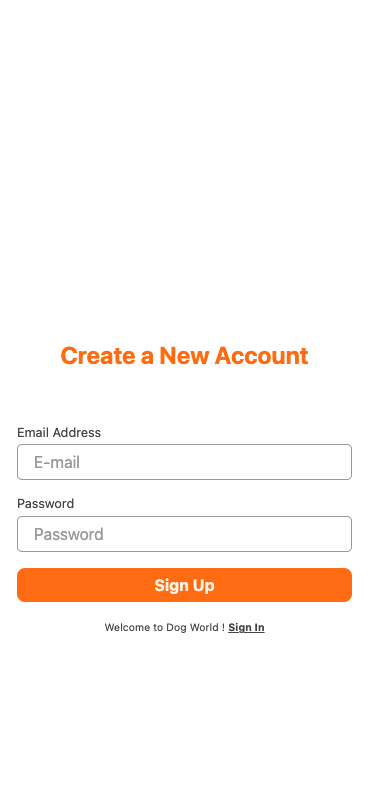 Create a New Account
Email Address
E-mail
Password
Password
Sign Up
Welcome to Dog World ! Sign In